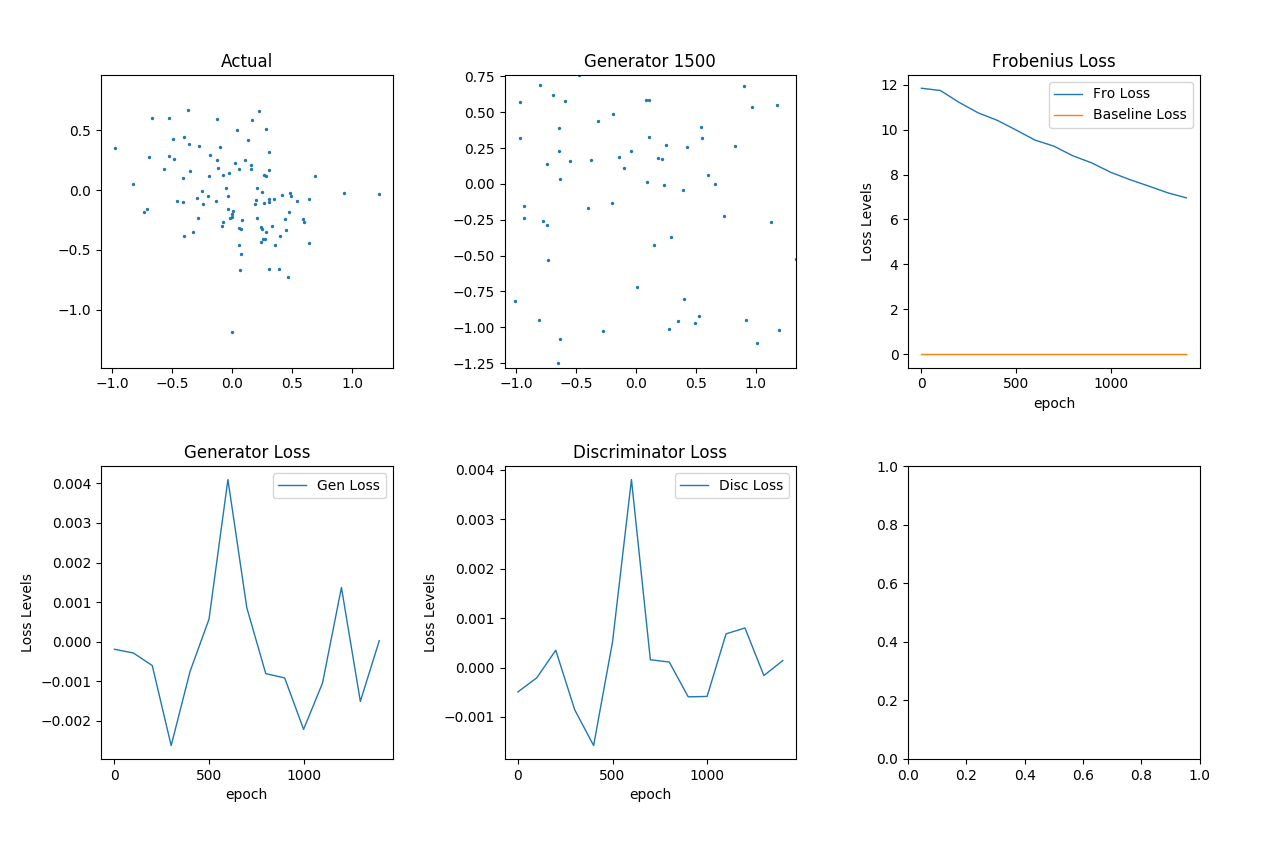 Actual
0.5
0.0
−0.5
−1.0
−1.0 −0.5 0.0 0.5 1.0
Generator 1500
0.75
0.50
0.25
0.00
−0.25
−0.50
−0.75
−1.00
−1.25
−1.0 −0.5 0.0 0.5 1.0
Frobenius Loss
Fro Loss
Baseline Loss
Loss Levels
12
10
8
6
4
2
0
0 500 1000
epoch
Generator Loss
Gen Loss
Loss Levels
0.004
0.003
0.002
0.001
0.000
−0.001
−0.002
0 500 1000
epoch
Discriminator Loss
Disc Loss
Loss Levels
0.004
0.003
0.002
0.001
0.000
−0.001
0 500 1000
epoch
1.0
0.8
0.6
0.4
0.2
0.0
0.0 0.2 0.4 0.6 0.8 1.0